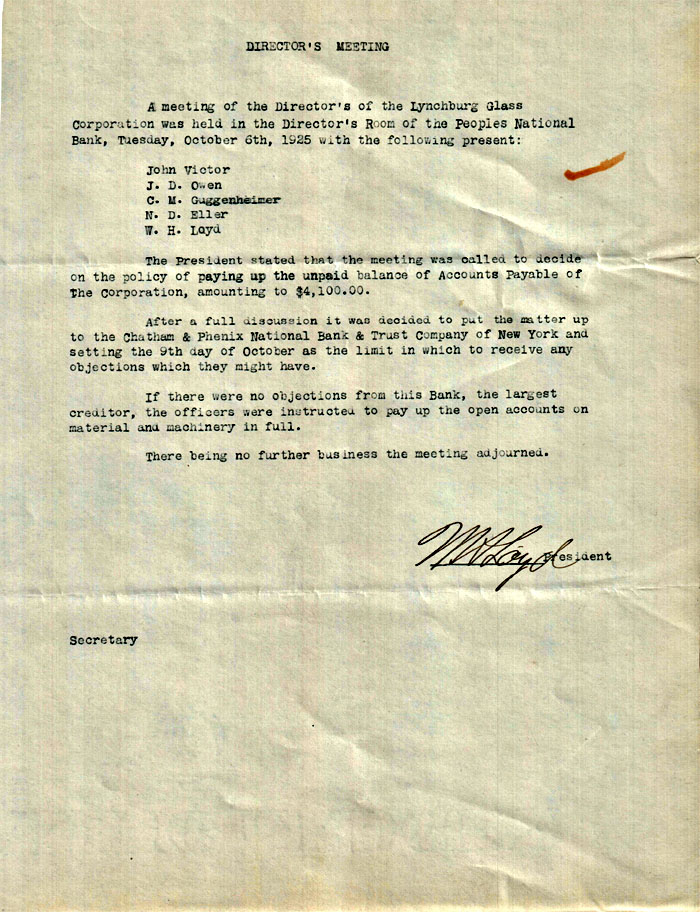 DIRECTOR'S MEETING
A meeting of the Director's of the Lynchburg Glass
Corporation was held in the Director's Room of the Peoples National
Bank, Tuesday, October 6th, 1925 with the following present:
John Victor
J. D. Owen
C. M. Guggenheimer
N. D. Eller
W. H. Loyd
The President stated that the meeting was called to decide
on the policy of paying up the unpaid balance of Accounts Payable of
The Corporation, amounting to $4,100.00.
After a full discussion it was decided to put the matter up
to the Chatham & Phenix National Bank & Trust Company of New York and
setting the 9th day of October as the limit in which to receive any
objections which they might have.
If there were no objections from this Bank, the largest
creditor, the officers were instructed to pay up the open accounts on
material and machinery in full.
There being no further business the meeting adjourned.
W H Loyd President
Secretary